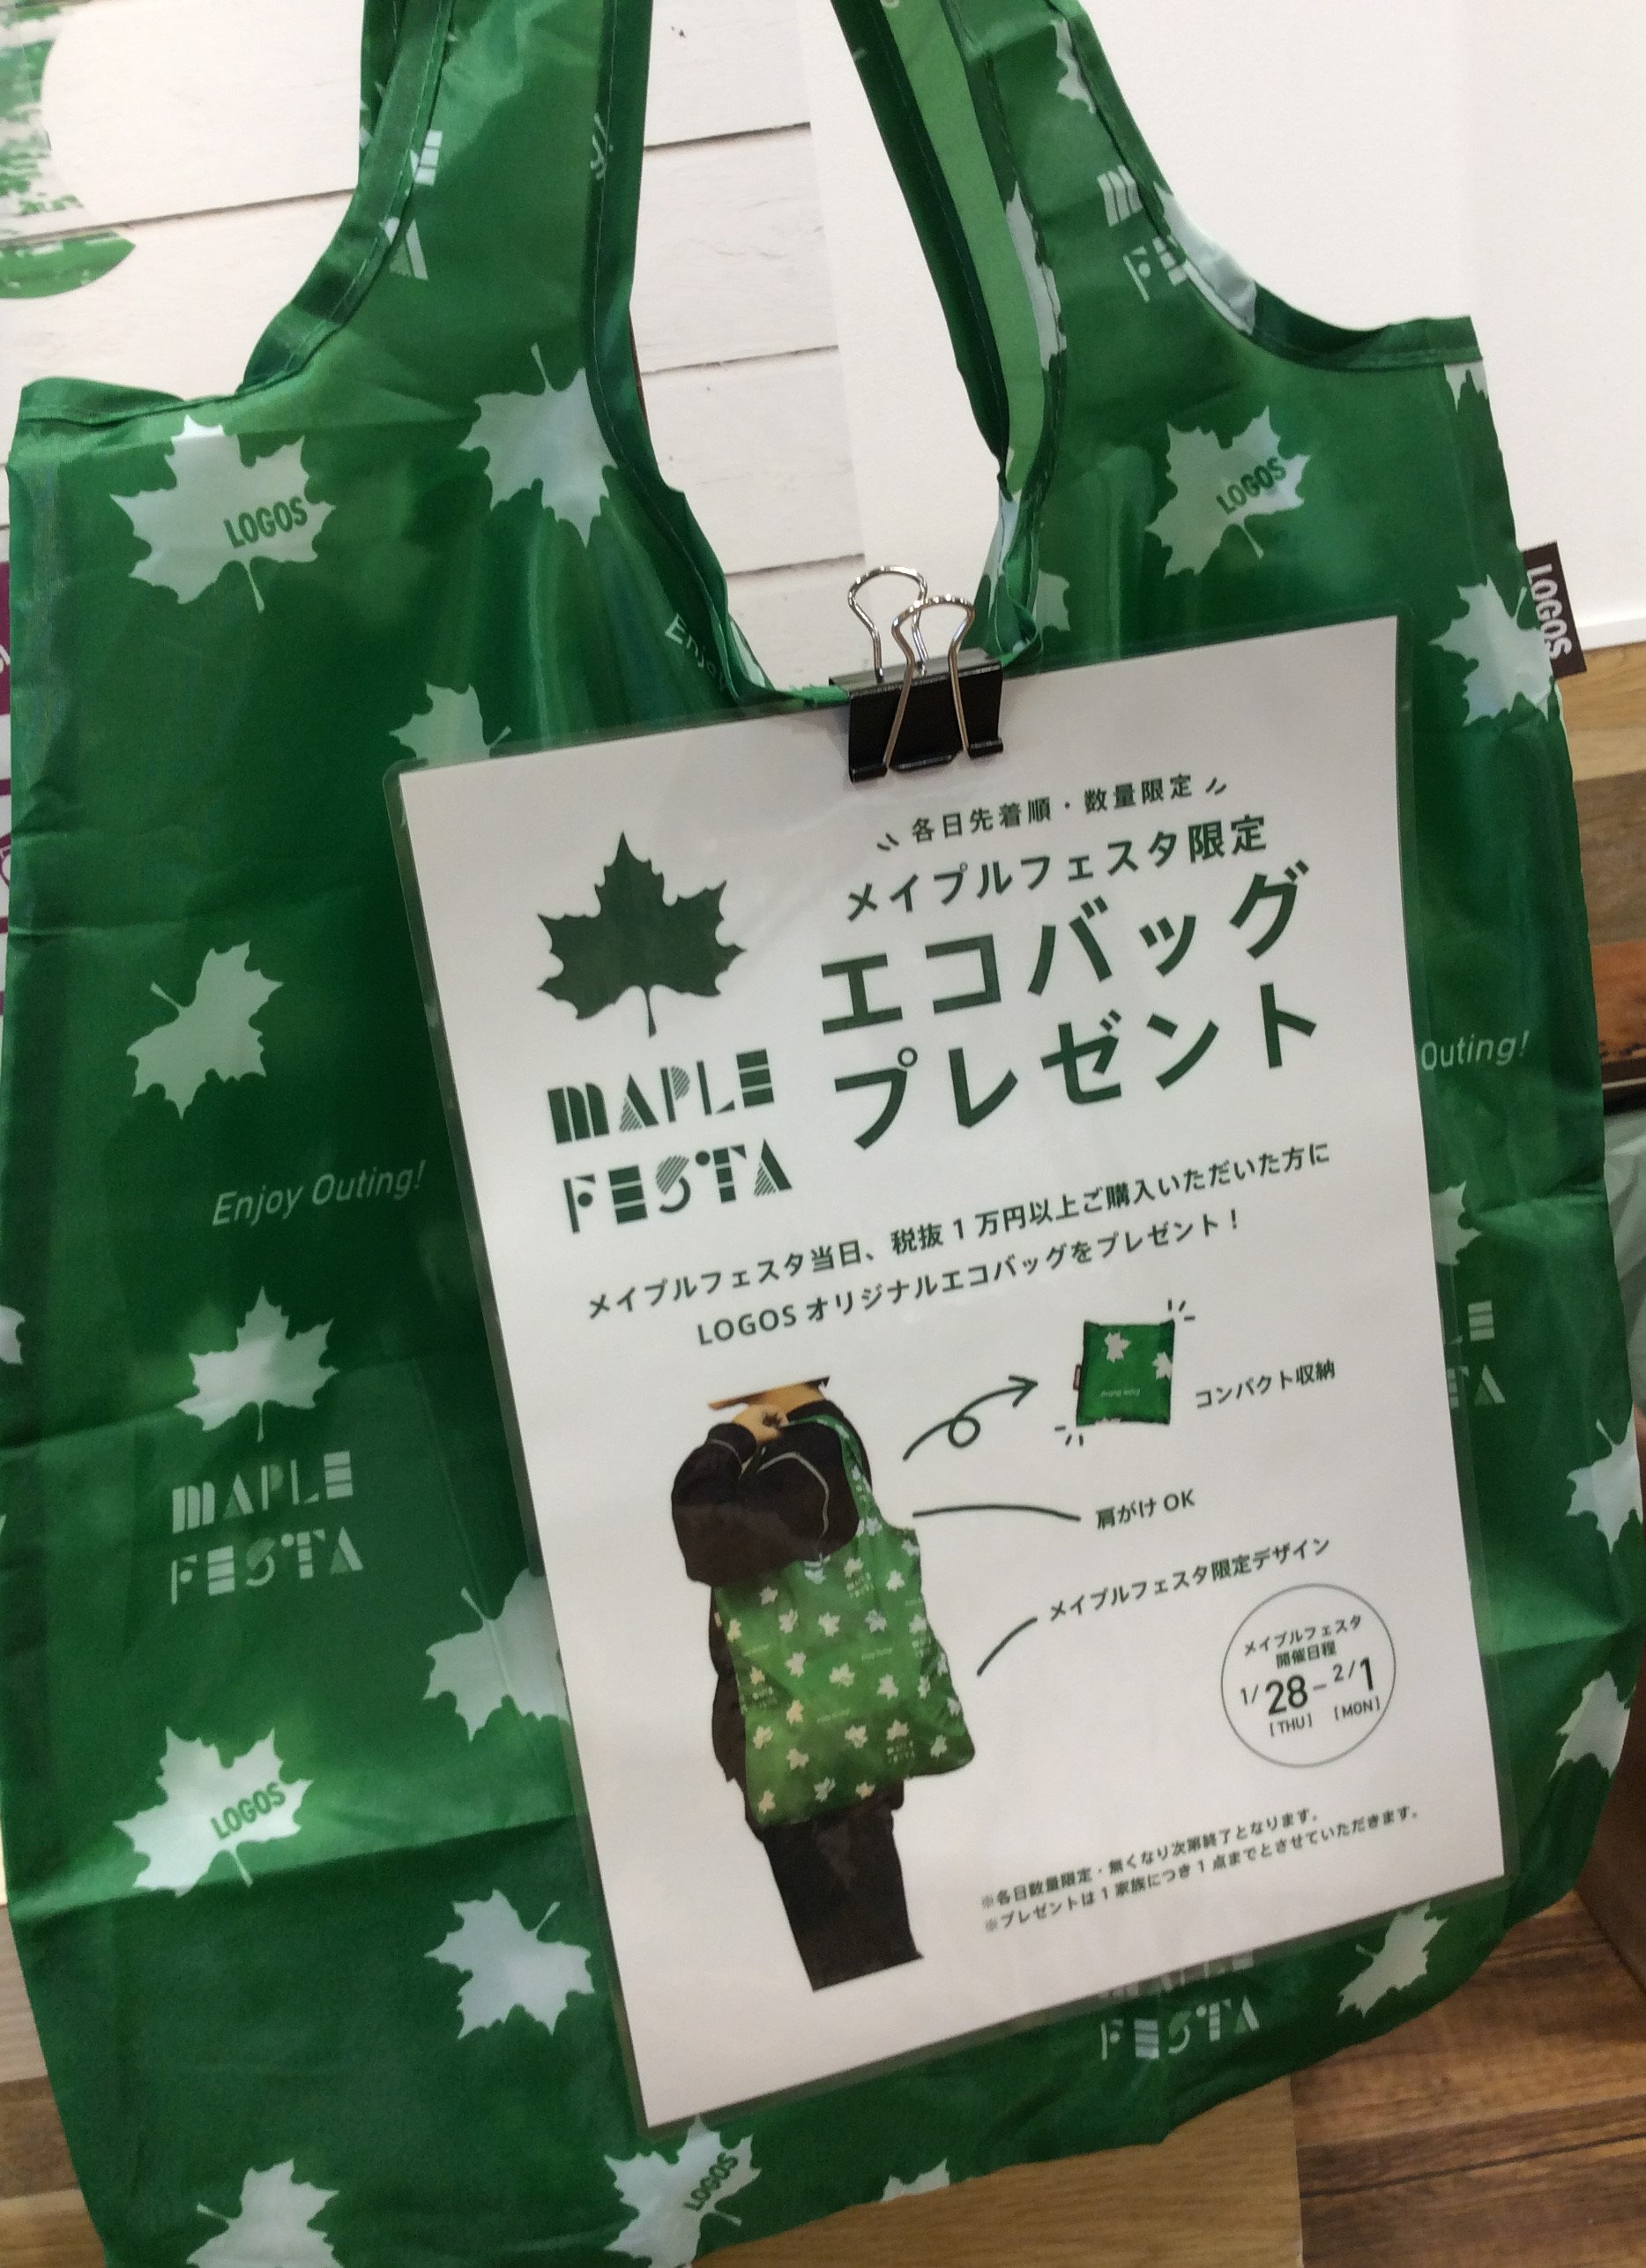 LOGOS
LOGOS
LOGOS
各日先着順・数量限定
メイプルフェスタ限定
エコバッグ
プレゼント
MAPLE
FESTA
メイプルフェスタ当日、税抜1万円以上ご購入いただいた方に
LOGOSオリジナルエコバッグをプレゼント！
コンパクト収納
肩がけOK
メイプルフェスタ限定デザイン
メイプルフェスタ
開催日程
1/28-2/1
[THU] [MON]
※各日数量限定・無くなり次第終了となります。
※プレゼントは1家族につき1点までとさせていただきます。
Outing!
Enjoy Outing!
MAPLE
FESTA
LOGOS
FESTA
LOGOS